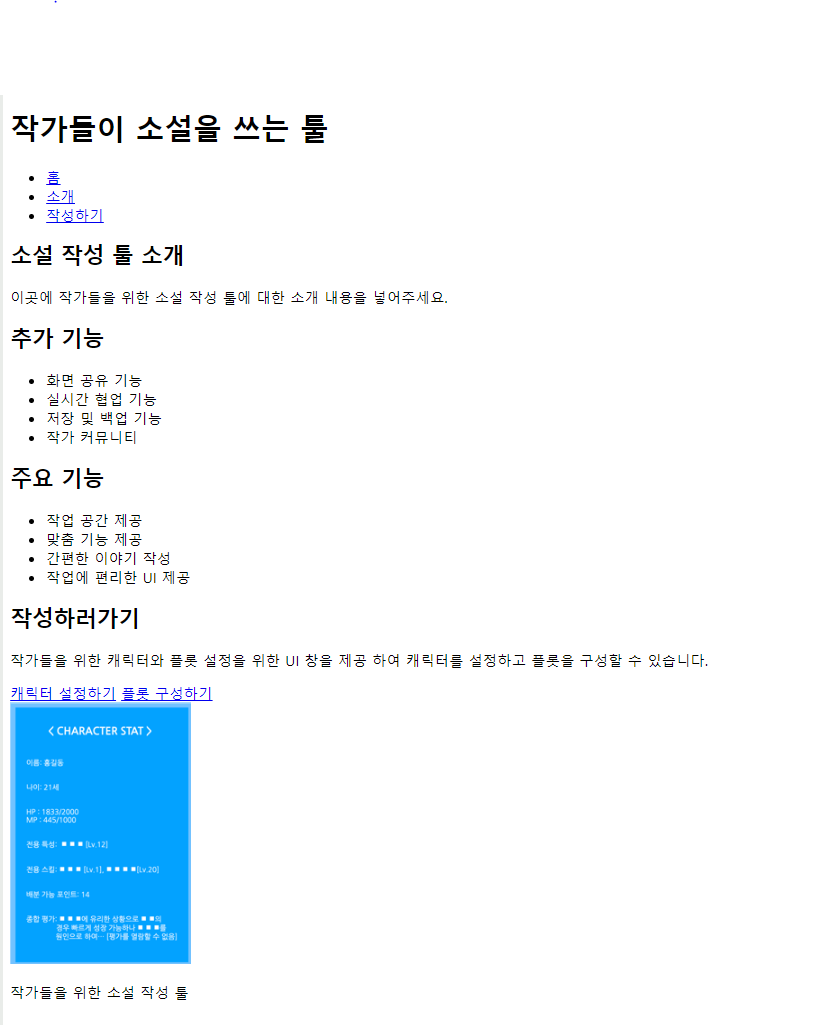 작가들이 소설을 쓰는 툴
홈
소개
작성하기
소설 작성 툴 소개
이곳에 작가들을 위한 소설 작성 툴에 대한 소개 내용을 넣어주세요.
추가 기능
화면 공유 기능
실시간 협업 기능
저장 및 백업 기능
작가 커뮤니티
주요 기능
작업 공간 제공
맞춤 기능 제공
간편한 이야기 작성
작업에 편리한 UI 제공
작성하러가기
작가들을 위한 캐릭터와 플롯 설정을 위한 UI 창을 제공 하여 캐릭터를 설정하고 플롯을 구성할 수 있습니다.
캐릭터 설정하기 플롯 구성하기
< CHARACTER STAT >
이름: 홍길동
나이: 21세
HP : 1833/2000
MP : 445/1000
전용 특성: ■ ■ ■ [Lv.12]
전용 스킬: ■ ■ ■ [Lv.1], ■ ■ ■ ■[Lv.20]
배분 가능 포인트: 14
종합 평가: ■ ■ ■에 유리한 상황으로 ■ ■의
경우 빠르게 성장 가능하나 ■ ■ ■를
원인으로 하여… [평가를 열람할 수 없음]
작가들을 위한 소설 작성 툴